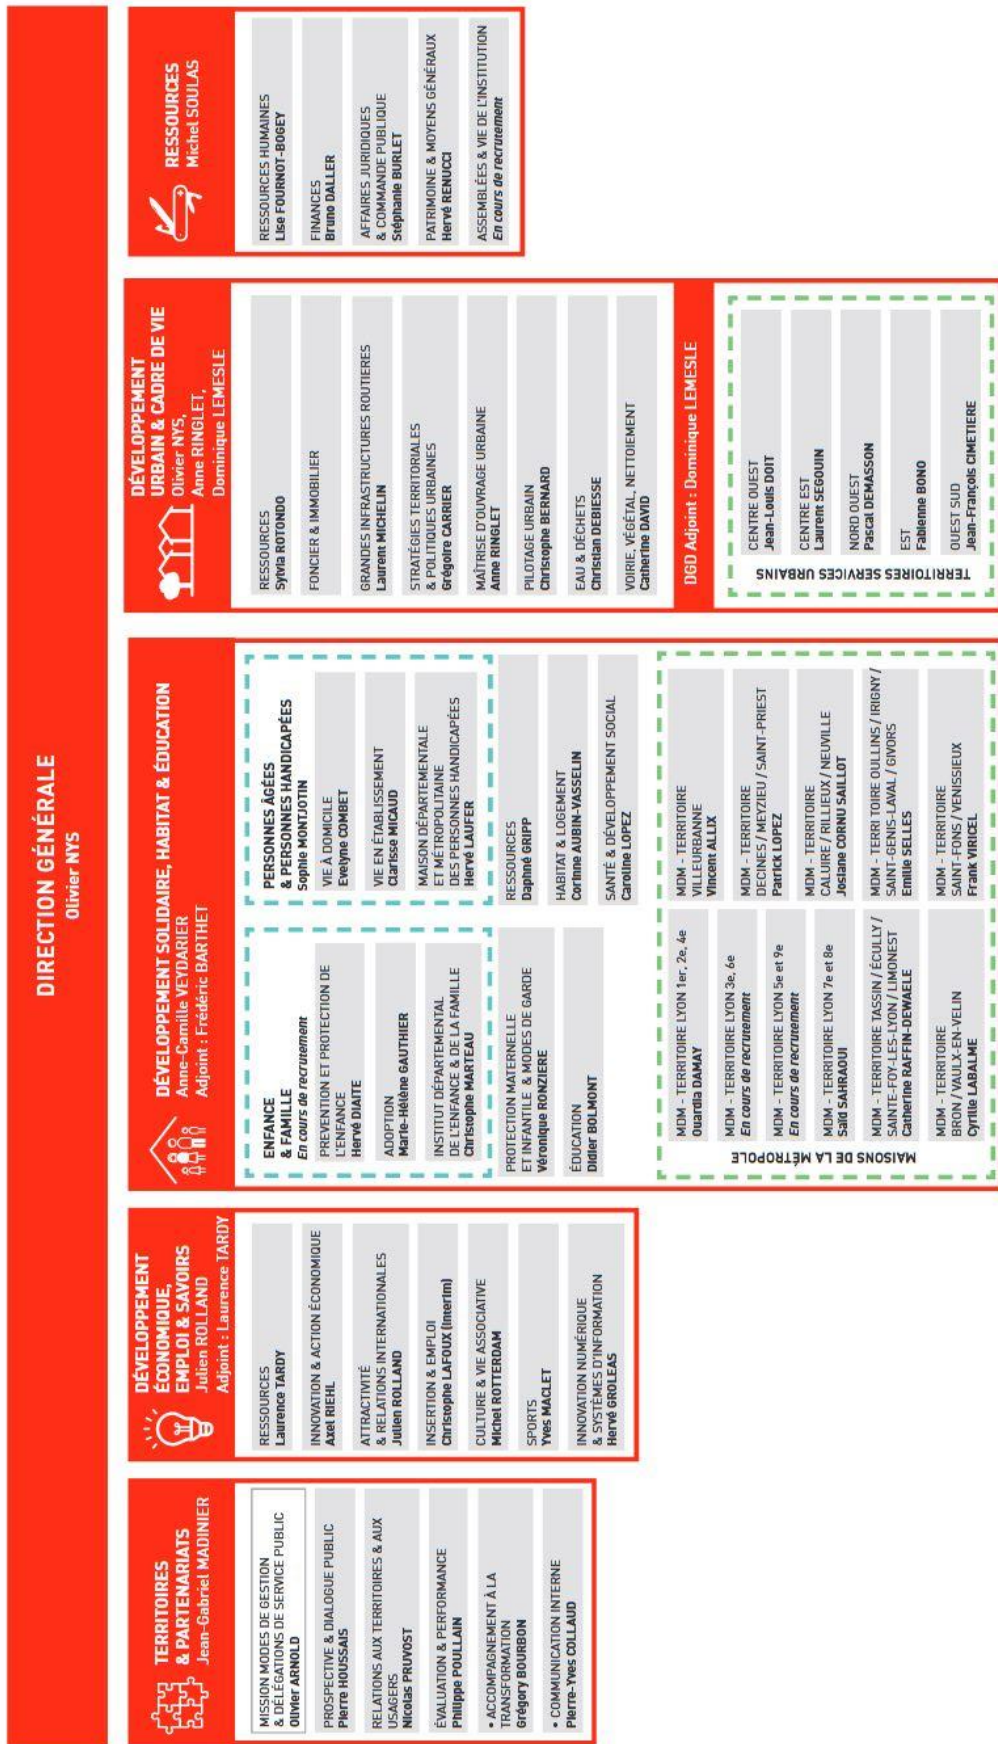 DIRECTION GÉNÉRALE
Olivier NYS
TERRITOIRES
& PARTENARIATS
Jean-Gabriel MADINIER
MISSION MODES DE GESTION
& DÉLÉGATIONS DE SERVICE PUBLIC
Olivier ARNOLD
PROSPECTIVE & DIALOGUE PUBLIC
Pierre HOUSSAIS
RELATIONS AUX TERRITOIRES & AUX
USAGERS
Nicolas PRUVOST
ÉVALUATION & PERFORMANCE
Philippe POULLAIN
• ACCOMPAGNEMENT À LA
TRANSFORMATION
Grégory BOURBON
• COMMUNICATION INTERNE
Pierre-Yves COLLAUD
DÉVELOPPEMENT
ÉCONOMIQUE,
EMPLOI & SAVOIRS
Julien ROLLAND
Adjoint : Laurence TARDY
RESSOURCES
Laurence TARDY
INNOVATION & ACTION ÉCONOMIQUE
Axel RIEHL
ATTRACTIVITÉ
& RELATIONS INTERNATIONALES
Julien ROLLAND
INSERTION & EMPLOI
Christophe LAFOUX (Interim)
CULTURE & VIE ASSOCIATIVE
Michel ROTTERDAM
SPORTS
Yves MACLET
INNOVATION NUMÉRIQUE
& SYSTÈMES D'INFORMATION
Hervé GROLEAS
DÉVELOPPEMENT SOLIDAIRE, HABITAT & ÉDUCATION
Anne-Camille VEYDARIER
Adjoint : Frédéric BARTHET
ENFANCE
& FAMILLE
En cours de recrutement
PREVENTION ET PROTECTION DE
L'ENFANCE
Hervé DIAITE
ADOPTION
Marie-Hélène GAUTHIER
INSTITUT DÉPARTEMENTAL
DE L'ENFANCE & DE LA FAMILLE
Christophe MARTEAU
PROTECTION MATERNELLE
ET INFANTILE & MODES DE GARDE
Véronique RONZIERE
ÉDUCATION
Didier BOLMONT
PERSONNES ÂGÉES
& PERSONNES HANDICAPÉES
Sophie MONTJOTIN
VIE À DOMICILE
Evelyne COMBET
VIE EN ÉTABLISSEMENT
Clarisse MICAUD
MAISON DÉPARTEMENTALE
ET MÉTROPOLITAINE
DES PERSONNES HANDICAPÉES
Hervé LAUFER
RESSOURCES
Daphné GRIPP
HABITAT & LOGEMENT
Corinne AUBIN-VASSELIN
SANTÉ & DÉVELOPPMENT SOCIAL
Caroline LOPEZ
MAISONS DE LA MÉTROPOLE
MDM - TERRITOIRE LYON 1er, 2e, 4e
Ouardia DAMAY
MDM - TERRITOIRE LYON 3e, 6e
En cours de recrutement
MDM - TERRITOIRE LYON 5e et 9e
En cours de recrutement
MDM - TERRITOIRE LYON 7e et 8e
Saïd SAHRAOUI
MDM - TERRITOIRE TASSIN / ÉCULLY /
SAINTE-FOY-LES-LYON / LIMONEST
Catherine RAFFIN-DEWAELE
MDM - TERRITOIRE
BRON / VAULX-EN-VELIN
Cyrille LABALME
MDM - TERRITOIRE
VILLEURBANNE
Vincent ALLIX
MDM - TERRITOIRE
DECINES / MEYZIEU / SAINT-PRIEST
Patrick LOPEZ
MDM - TERRITOIRE
CALUIRE / RILLIEUX / NEUVILLE
Josiane CORNU SAILLOT
MDM - TERRI TOIRE OULLINS / IRIGNY /
SAINT-GENIS-LAVAL / GIVORS
Emilie SELLES
MDM - TERRITOIRE
SAINT-FONS / VENISSIEUX
Frank VIRICEL
DÉVELOPPEMENT
URBAIN & CADRE DE VIE
Olivier NYS,
Anne RINGLET,
Dominique LEMESLE
RESSOURCES
Sylvia ROTONDO
FONCIER & IMMOBILIER
GRANDES INFRASTRUCTURES ROUTIERES
Laurent MICHELIN
STRATÉGIES TERRITORIALES
& POLITIQUES URBAINES
Grégoire CARRIER
MAÎTRISE D'OUVRAGE URBAINE
Anne RINGLET
PILOTAGE URBAIN
Christophe BERNARD
EAU & DÉCHETS
Christian DEBIESSE
VOIRIE, VÉGÉTAL, NETTOIEMENT
Catherine DAVID
DGD Adjoint : Dominique LEMESLE
TERRITOIRES SERVICES URBAINS
CENTRE OUEST
Jean-Louis DOIT
CENTRE EST
Laurent SEGOUIN
NORD OUEST
Pascal DEMASSON
EST
Fabienne BONO
OUEST SUD
Jean-François CIMETIERE
RESSOURCES
Michel SOULAS
RESSOURCES HUMAINES
Lise FOURNOT-BOGEY
FINANCES
Bruno DALLER
AFFAIRES JURIDIQUES
& COMMANDE PUBLIQUE
Stéphanie BURLET
PATRIMOINE & MOYENS GÉNÉRAUX
Hervé RENUCCI
ASSEMBLÉES & VIE DE L'INSTITUTION
En cours de recrutement